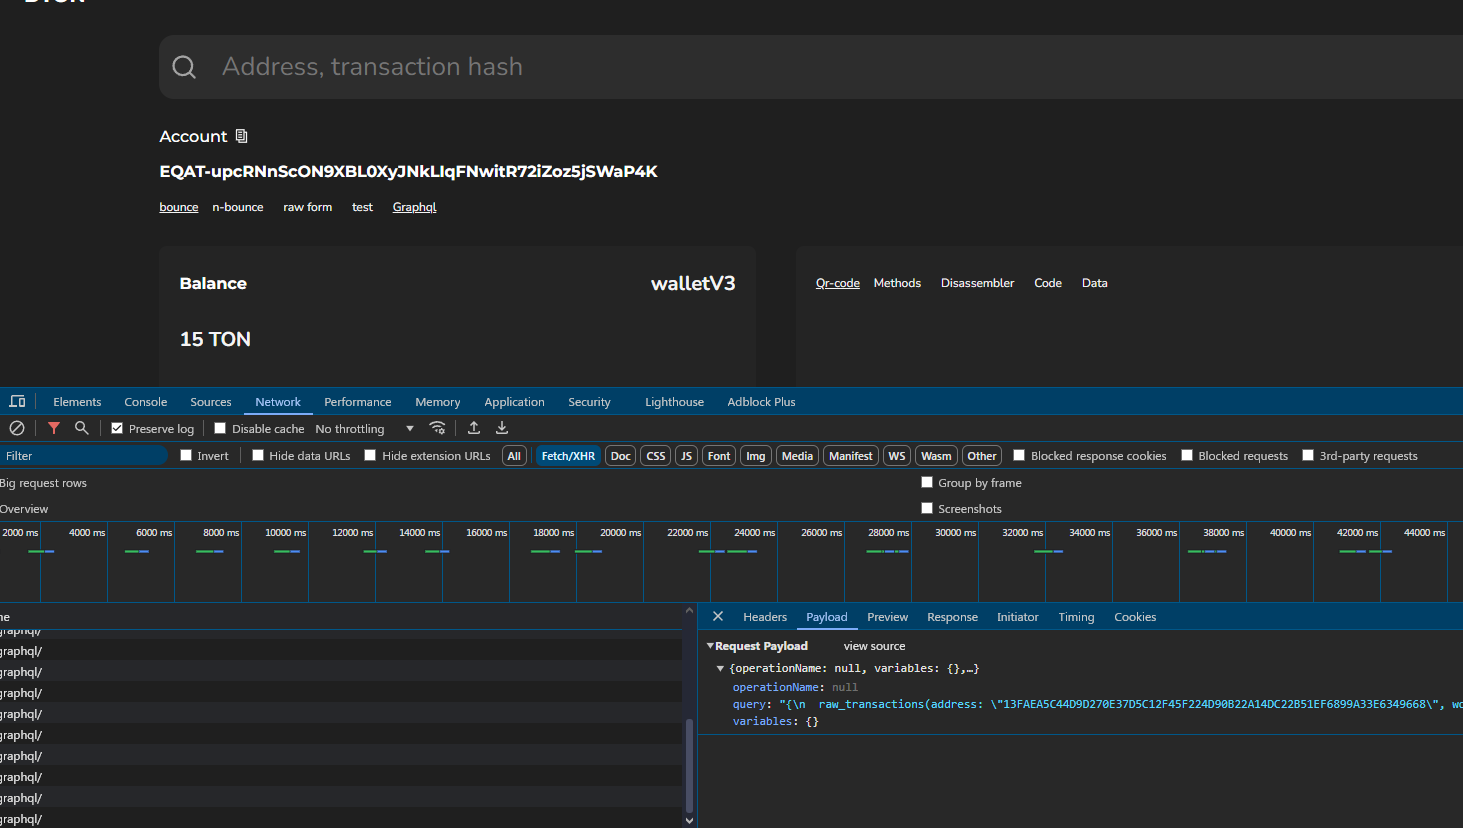 DTON
Address, transaction hash
Account
EQAT-upcRNnScON9XBL0XyJNkLIqFNwitR72iZoz5jSWaP4K
bounce n-bounce raw form test Graphql
Balance walletV3 Qr-code Methods Disassembler Code Data
15 TON
Elements Console Sources Network Performance Memory Application Security Lighthouse Adblock Plus
Preserve log Disable cache No throttling
Filter Invert Hide data URLs Hide extension URLs All Fetch/XHR Doc CSS JS Font Img Media Manifest WS Wasm Other Blocked response cookies Blocked requests 3rd-party requests
Big request rows Group by frame
Overview Screenshots
2000 ms 4000 ms 6000 ms 8000 ms 10000 ms 12000 ms 14000 ms 16000 ms 18000 ms 20000 ms 22000 ms 24000 ms 26000 ms 28000 ms 30000 ms 32000 ms 34000 ms 36000 ms 38000 ms 40000 ms 42000 ms 44000 ms
me Headers Payload Preview Response Initiator Timing Cookies
graphql/
graphql/ Request Payload view source
graphql/ {operationName: null, variables: {},…}
graphql/ operationName: null
graphql/ query: "{\n raw_transactions(address: \"13FAEA5C44D9D270E37D5C12F45F224D90B22A14DC22B51EF6899A33E6349668\", wo
graphql/ variables: {}
graphql/
graphql/
graphql/
graphql/